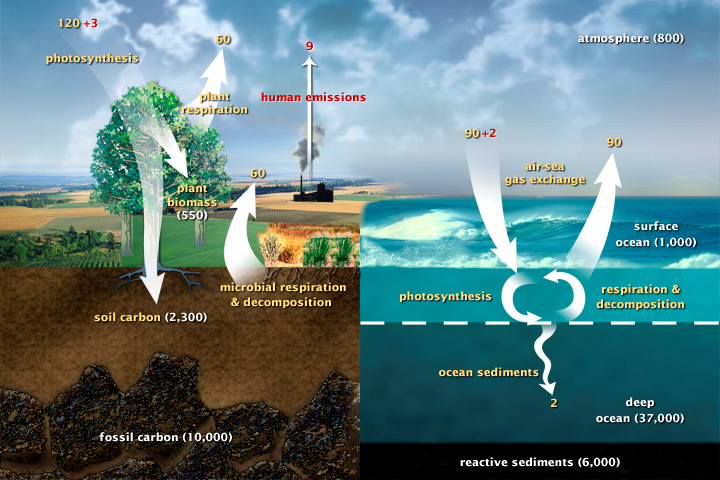 120 +3
photosynthesis
60
plant
respiration
9
human emissions
atmosphere (800)
90+2
air-sea
gas exchange
90
60
plant
biomass
(550)
surface
ocean (1,000)
microbial respiration
& decomposition
soil carbon (2,300)
photosynthesis
respiration &
decomposition
ocean sediments
2
deep
ocean (37,000)
fossil carbon (10,000)
reactive sediments (6,000)